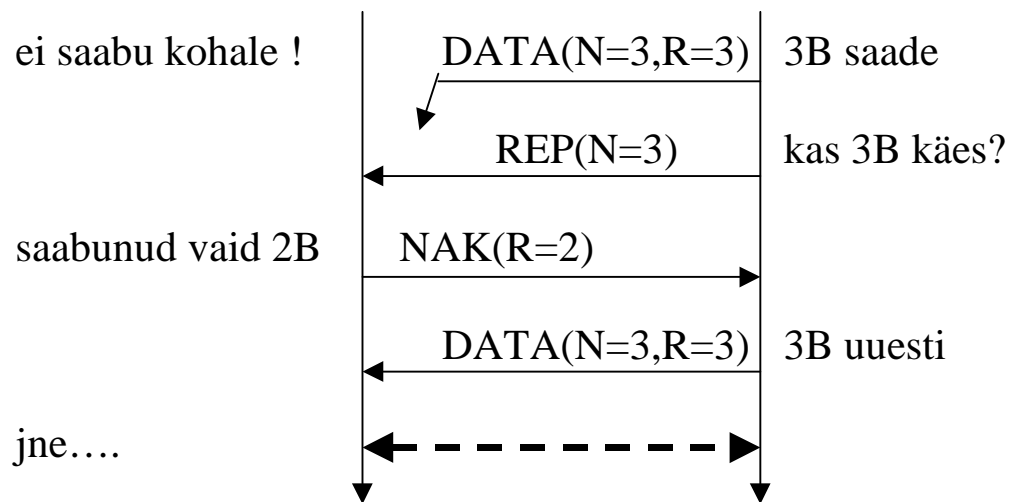 ei saabu kohale ! DATA(N=3,R=3) 3B saade
REP(N=3) kas 3B käes?
saabunud vaid 2B NAK(R=2)
DATA(N=3,R=3) 3B uuesti
jne….